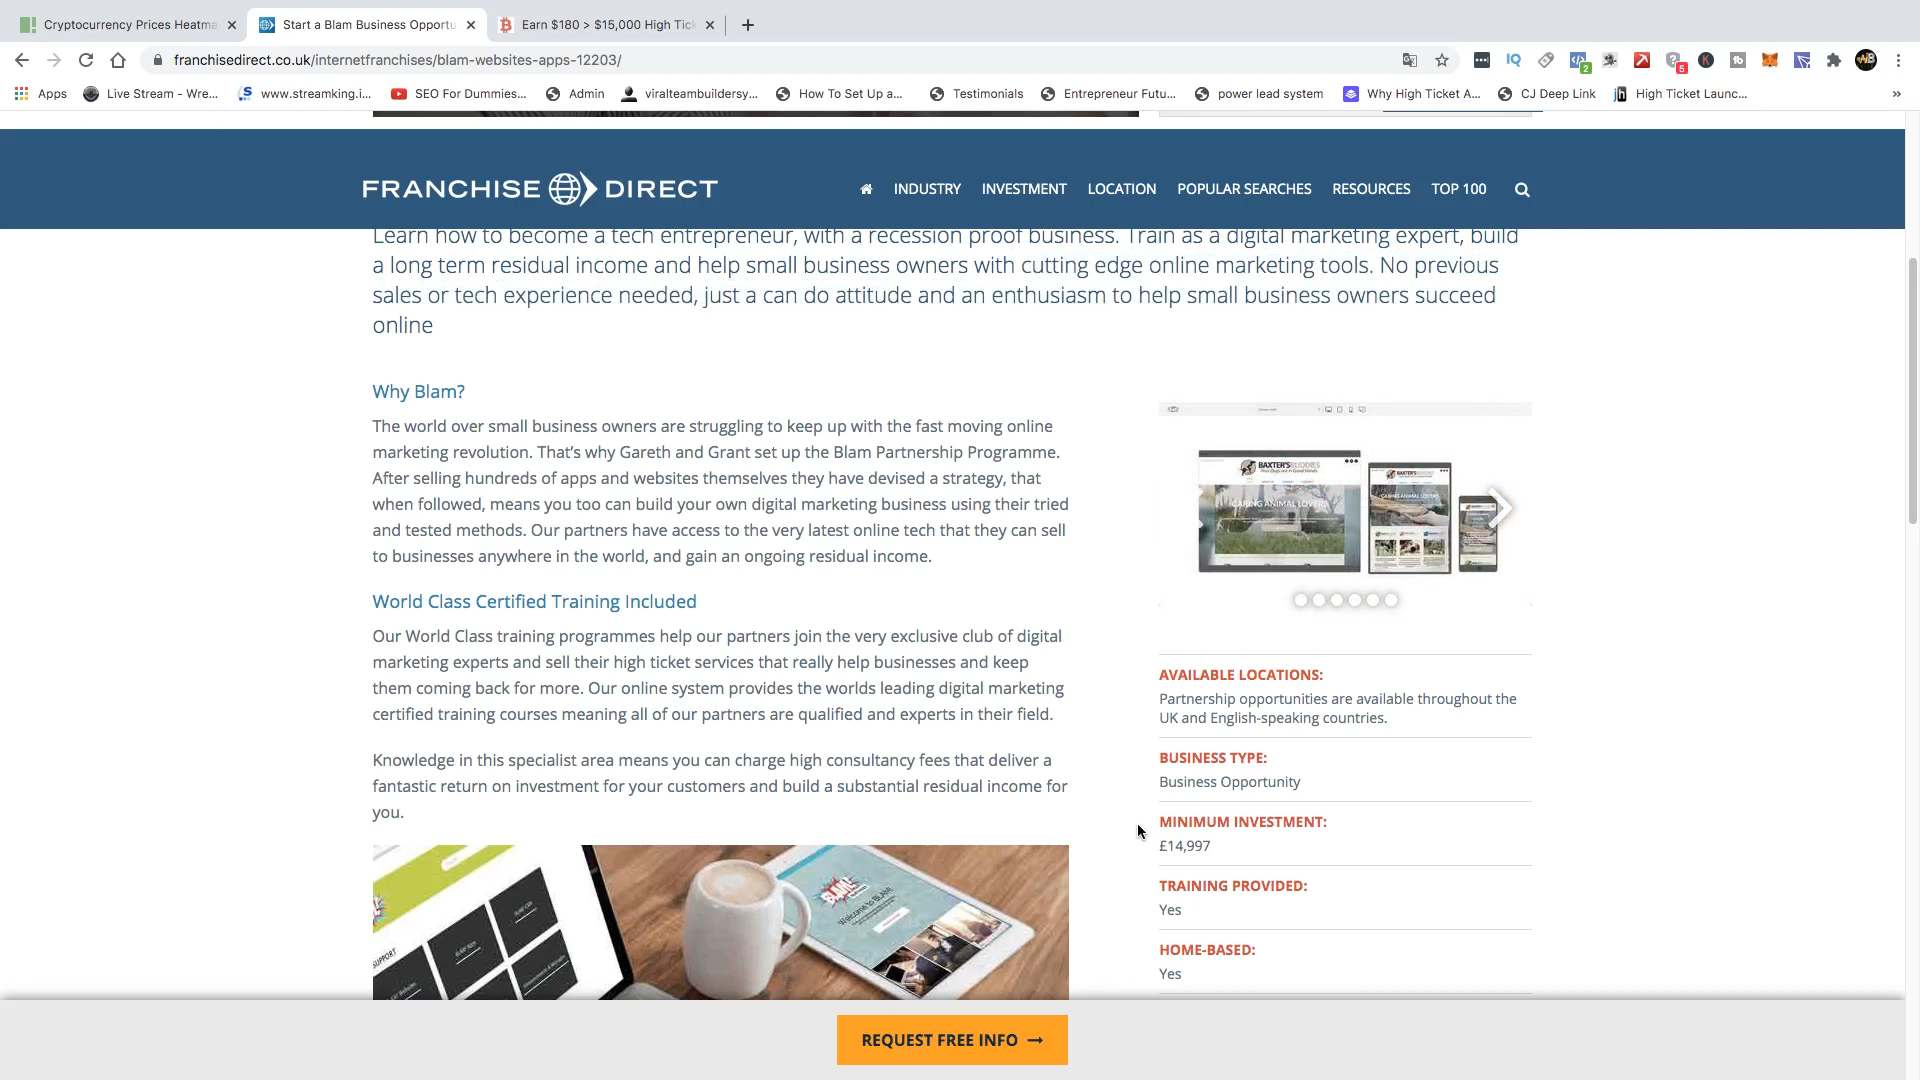 Cryptocurrency Prices Heatma
Start a Blam Business Opportu
Earn $180 > $15,000 High Tick
franchisedirect.co.uk/internetfranchises/blam-websites-apps-12203/
Apps
Live Stream - Wre...
www.streamking.i...
SEO For Dummies...
Admin
viralteambuildersy...
How To Set Up a...
Testimonials
Entrepreneur Futu...
power lead system
Why High Ticket A...
CJ Deep Link
High Ticket Launc...
FRANCHISE DIRECT
INDUSTRY
INVESTMENT
LOCATION
POPULAR SEARCHES
RESOURCES
TOP 100
Learn how to become a tech entrepreneur, with a recession proof business. Train as a digital marketing expert, build
a long term residual income and help small business owners with cutting edge online marketing tools. No previous
sales or tech experience needed, just a can do attitude and an enthusiasm to help small business owners succeed
online
Why Blam?
The world over small business owners are struggling to keep up with the fast moving online
marketing revolution. That's why Gareth and Grant set up the Blam Partnership Programme.
After selling hundreds of apps and websites themselves they have devised a strategy, that
when followed, means you too can build your own digital marketing business using their tried
and tested methods. Our partners have access to the very latest online tech that they can sell
to businesses anywhere in the world, and gain an ongoing residual income.
World Class Certified Training Included
Our World Class training programmes help our partners join the very exclusive club of digital
marketing experts and sell their high ticket services that really help businesses and keep
them coming back for more. Our online system provides the worlds leading digital marketing
certified training courses meaning all of our partners are qualified and experts in their field.
Knowledge in this specialist area means you can charge high consultancy fees that deliver a
fantastic return on investment for your customers and build a substantial residual income for
you.
BAXTER'S BUDDIES
CARING ANIMAL LOVERS
AVAILABLE LOCATIONS:
Partnership opportunities are available throughout the
UK and English-speaking countries.
BUSINESS TYPE:
Business Opportunity
MINIMUM INVESTMENT:
£14,997
TRAINING PROVIDED:
Yes
HOME-BASED:
Yes
SUPPORT
BLAM!
Welcome to BLAM!
REQUEST FREE INFO →